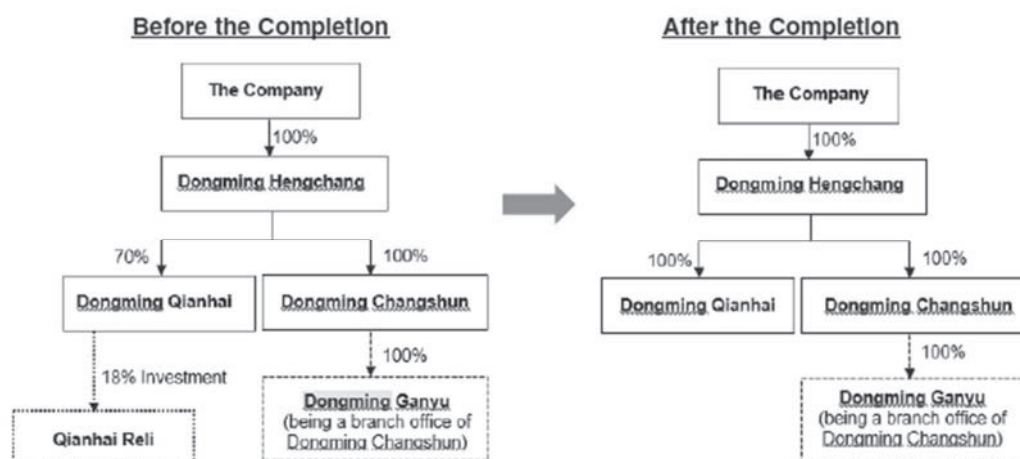 Before the Completion
The Company
100%
Dongming Hengchang
70%
100%
Dongming Qianhai
Dongming Changshun
18% Investment
100%
Qianhai Reli
Dongming Ganyu
(being a branch office of
Dongming Changshun)
After the Completion
The Company
100%
Dongming Hengchang
100%
100%
Dongming Qianhai
Dongming Changshun
100%
Dongming Ganyu
(being a branch office of
Dongming Changshun)